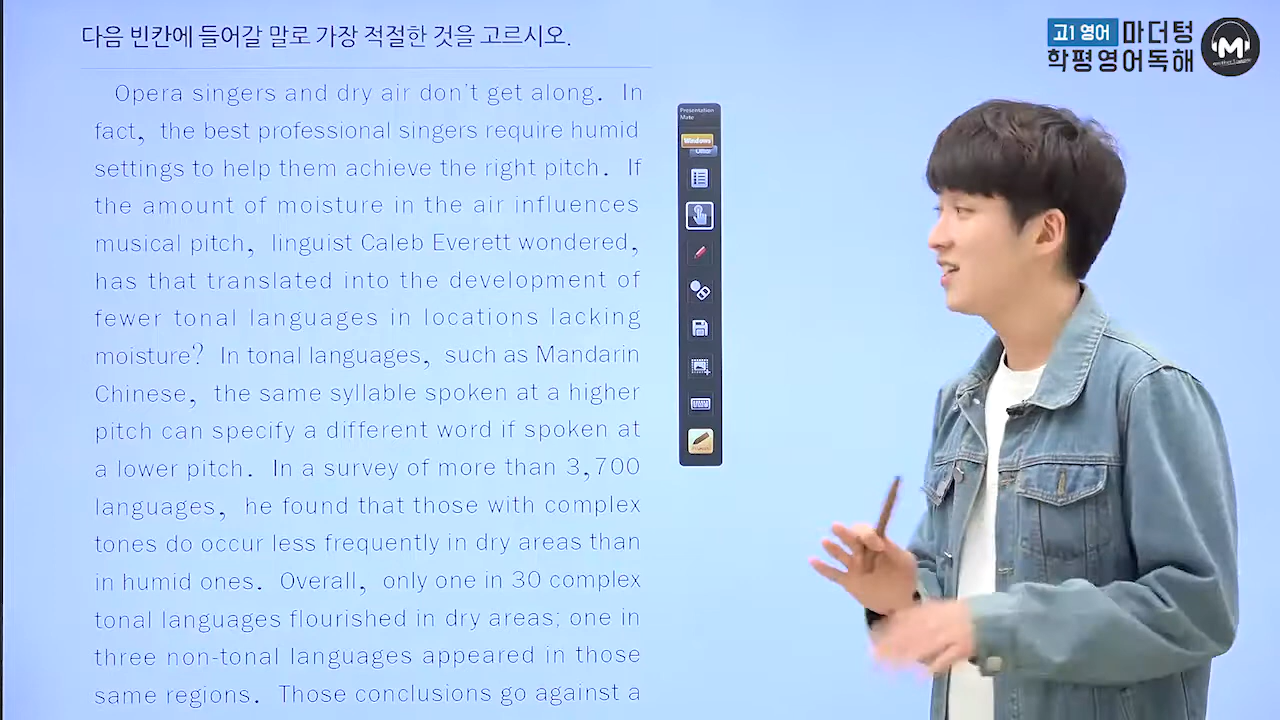 다음 빈칸에 들어갈 말로 가장 적절한 것을 고르시오.
고1 영어 마더텅
학평영어독해
M
Opera singers and dry air don't get along. In
fact, the best professional singers require humid
settings to help them achieve the right pitch. If
the amount of moisture in the air influences
musical pitch, linguist Caleb Everett wondered,
has that translated into the development of
fewer tonal languages in locations lacking
moisture? In tonal languages, such as Mandarin
Chinese, the same syllable spoken at a higher
pitch can specify a different word if spoken at
a lower pitch. In a survey of more than 3,700
languages, he found that those with complex
tones do occur less frequently in dry areas than
in humid ones. Overall, only one in 30 complex
tonal languages flourished in dry areas; one in
three non-tonal languages appeared in those
same regions. Those conclusions go against a
Presentation
Mate
Windows